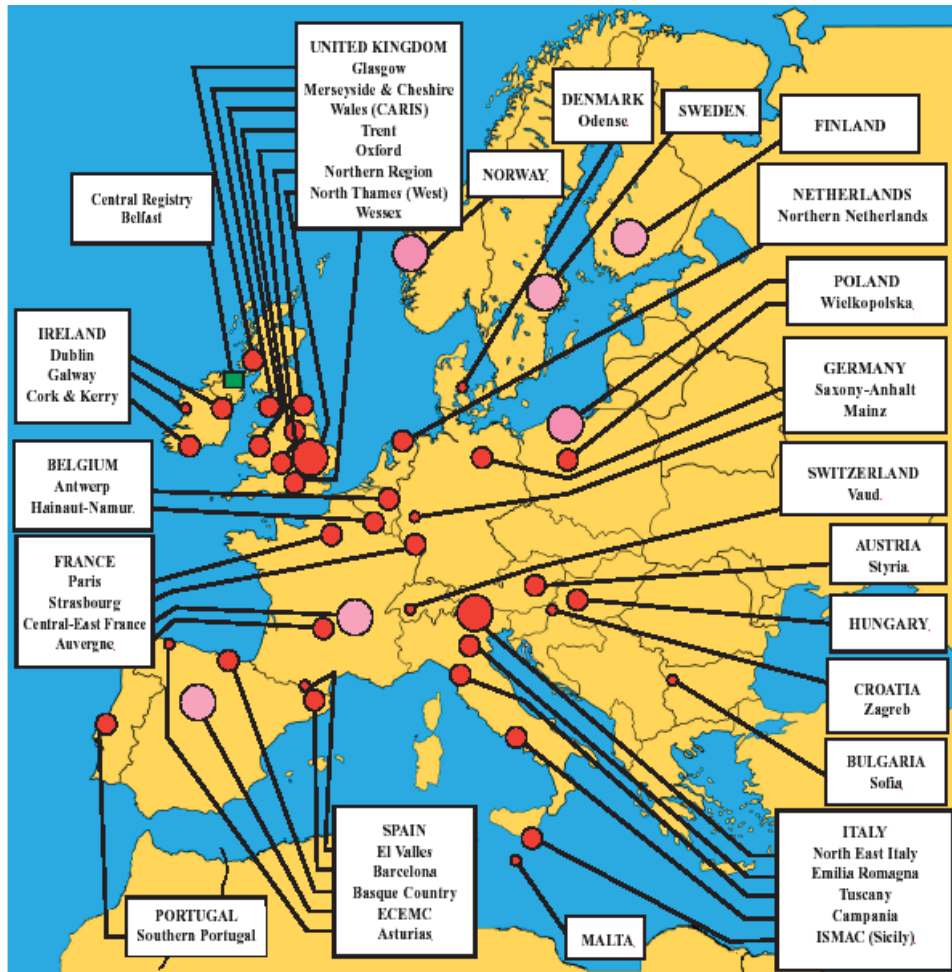 UNITED KINGDOM
Glasgow
Merseyside & Cheshire
Wales (CARIS)
Trent
Oxford
Northern Region
North Thames (West)
Wessex
DENMARK
Odense
SWEDEN
FINLAND
NORWAY
Central Registry
Belfast
NETHERLANDS
Northern Netherlands
POLAND
Wielkopolska
IRELAND
Dublin
Galway
Cork & Kerry
GERMANY
Saxony-Anhalt
Mainz
BELGIUM
Antwerp
Hainaut-Namur
SWITZERLAND
Vaud
FRANCE
Paris
Strasbourg
Central-East France
Auvergne
AUSTRIA
Styria
HUNGARY
CROATIA
Zagreb
BULGARIA
Sofia
SPAIN
El Valles
Barcelona
Basque Country
ECEMC
Asturias
ITALY
North East Italy
Emilia Romagna
Tuscany
Campania
ISMAC (Sicily)
PORTUGAL
Southern Portugal
MALTA